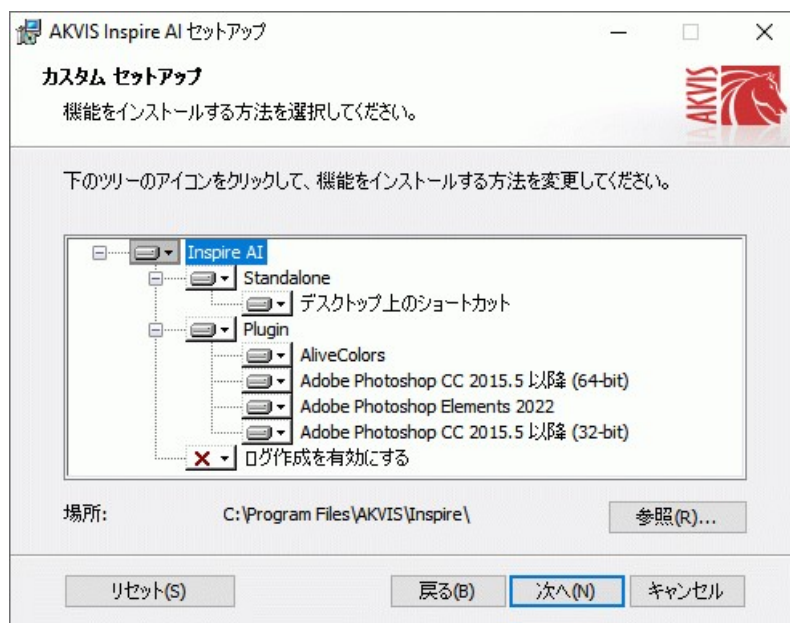 AKVIS Inspire AI セットアップ
カスタム セットアップ
機能をインストールする方法を選択してください。
AKVIS
下のツリーのアイコンをクリックして、機能をインストールする方法を変更してください。
Inspire AI
Standalone
デスクトップ上のショートカット
Plugin
AliveColors
Adobe Photoshop CC 2015.5 以降 (64-bit)
Adobe Photoshop Elements 2022
Adobe Photoshop CC 2015.5 以降 (32-bit)
ログ作成を有効にする
場所: C:\Program Files\AKVIS\Inspire\ 参照(R)...
リセット(S) 戻る(B) 次へ(N) キャンセル